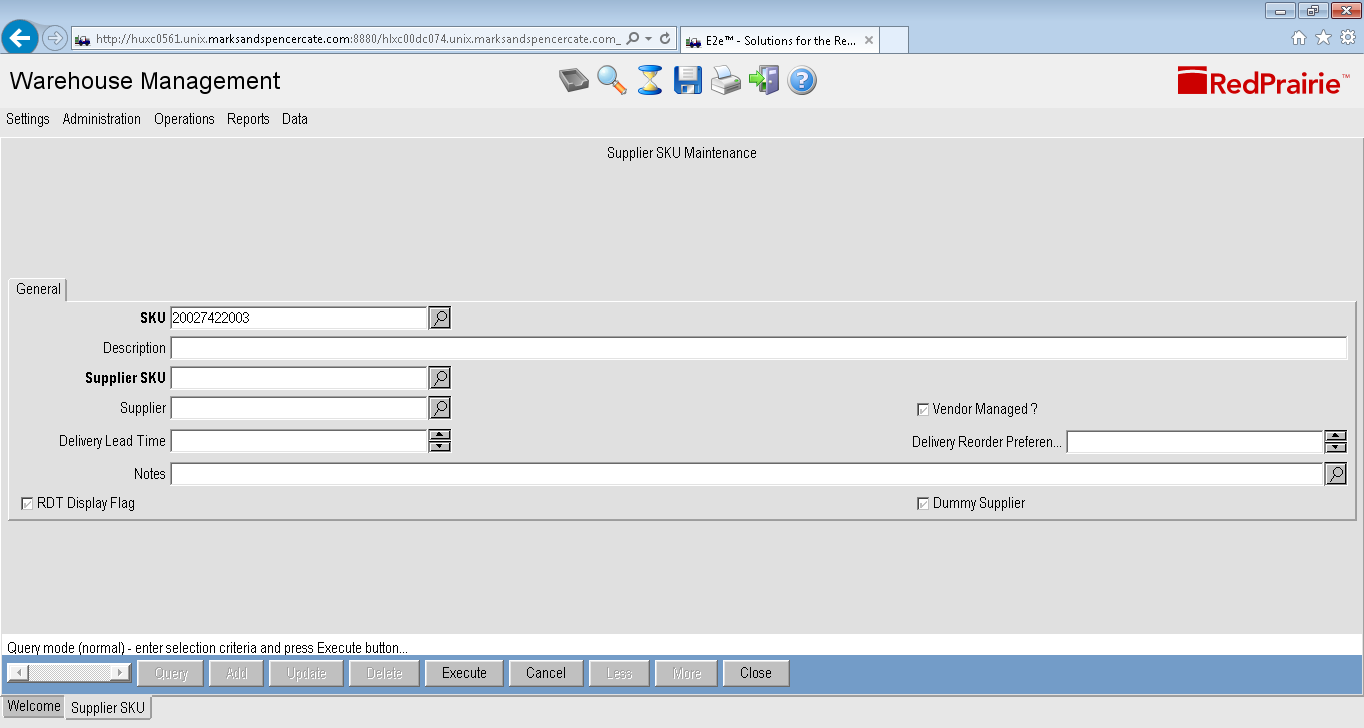 http://huxc0561.unix.marksandspencercate.com:8880/hlxc00dc074.unix.marksandspencercate.com_
E2e™ - Solutions for the Re...
Warehouse Management
RedPrairie™
Settings Administration Operations Reports Data
Supplier SKU Maintenance
General
SKU 20027422003
Description
Supplier SKU
Supplier
Vendor Managed ?
Delivery Lead Time
Delivery Reorder Preferen...
Notes
RDT Display Flag
Dummy Supplier
Query mode (normal) - enter selection criteria and press Execute button...
Query Add Update Delete Execute Cancel Less More Close
Welcome Supplier SKU